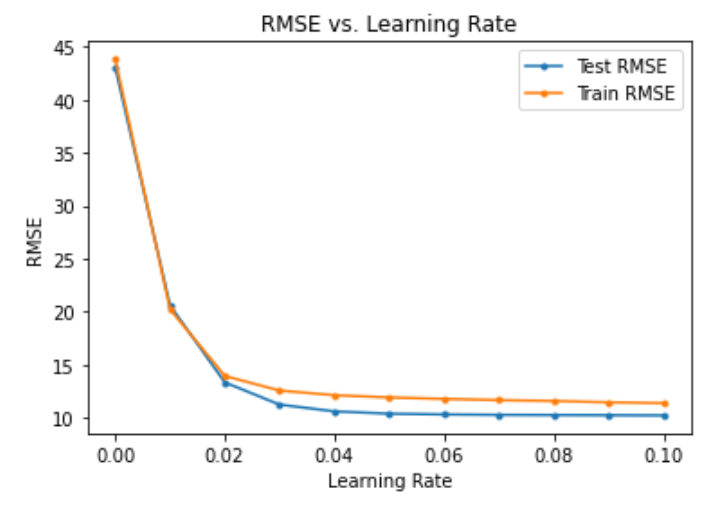 RMSE vs. Learning Rate
45
40
35
30
25
20
15
10
RMSE
Test RMSE
Train RMSE
0.00 0.02 0.04 0.06 0.08 0.10
Learning Rate